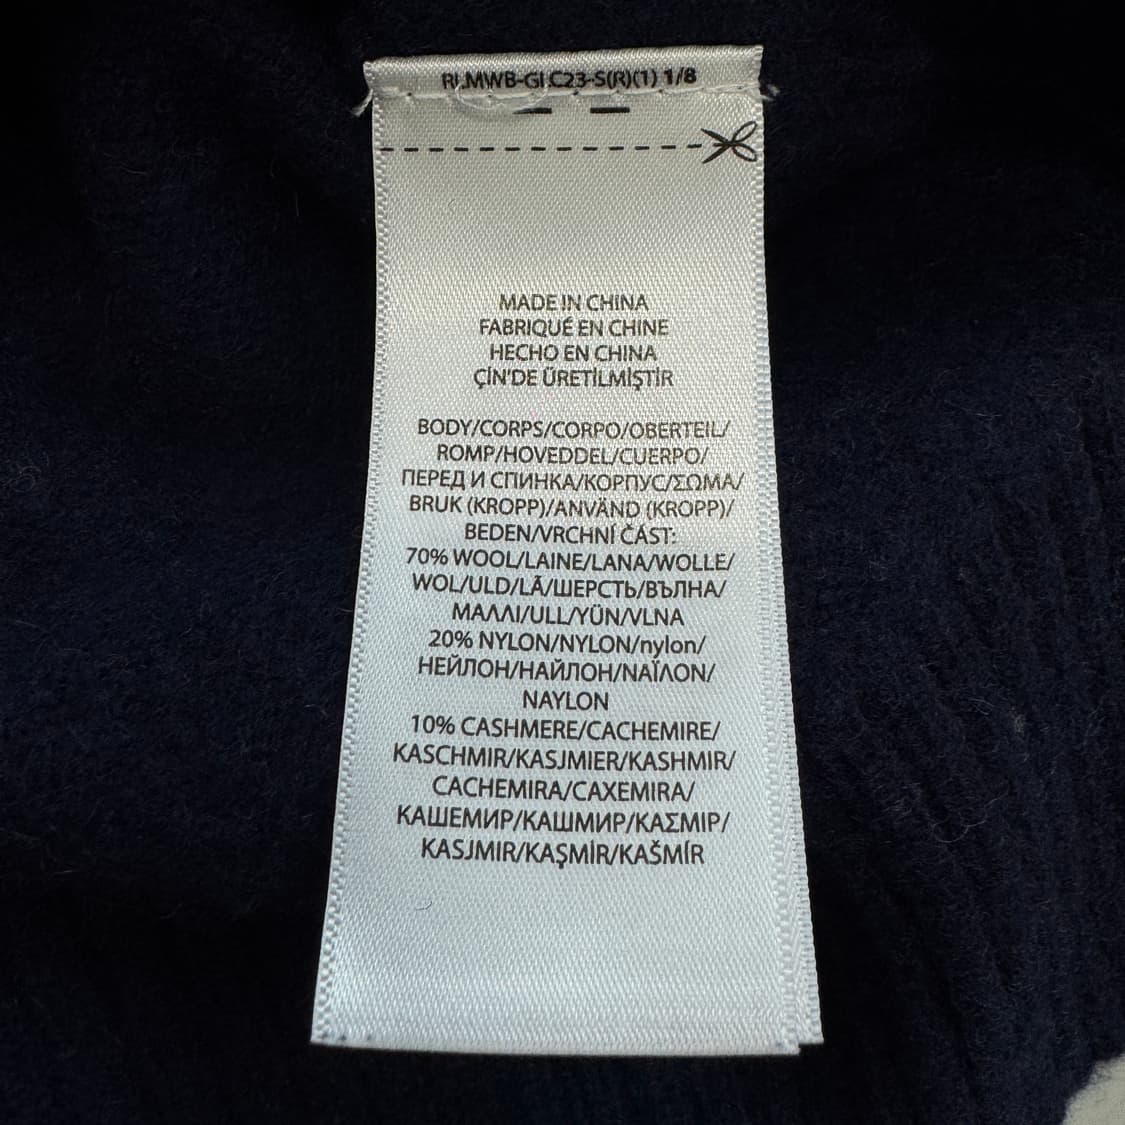 RLMWB-GLC23-S(R)(1) 1/8
MADE IN CHINA
FABRIQUÉ EN CHINE
HECHO EN CHINA
ÇİN'DE ÜRETİLMİŞTİR
BODY/CORPS/CORPO/OBERTEIL/
ROMP/HOVEDDEL/CUERPO/
ПЕРЕД И СПИНКА/КОРПУС/ΣΩΜΑ/
BRUK (KROPP)/ANVÄND (KROPP)/
BEDEN/VRCHNÍ ČÁST:
70% WOOL/LAINE/LANA/WOLLE/
WOL/ULD/LÃ/ШЕРСТЬ/ВЪЛНА/
ΜΑΛΛΙ/ULL/YÜN/VLNA
20% NYLON/NYLON/nylon/
НЕЙЛОН/НАЙЛОН/ΝΑΪΛΟΝ/
NAYLON
10% CASHMERE/CACHEMIRE/
KASCHMIR/KASJMIER/KASHMIR/
CACHEMIRA/CAXEMIRA/
КАШЕМИР/КАШМИР/ΚΑΣΜΙΡ/
KASJMIR/KAŞMİR/KAŠMÍR